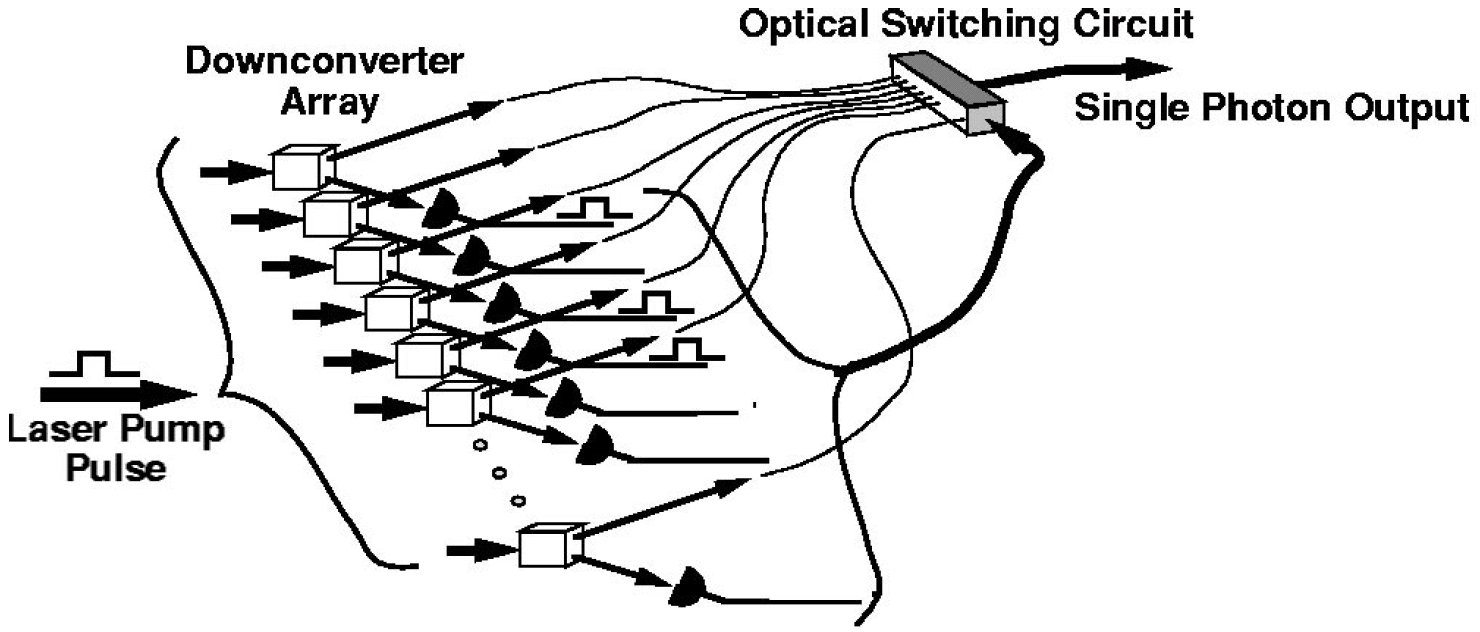 Optical Switching Circuit
Downconverter
Array
Single Photon Output
Laser Pump
Pulse